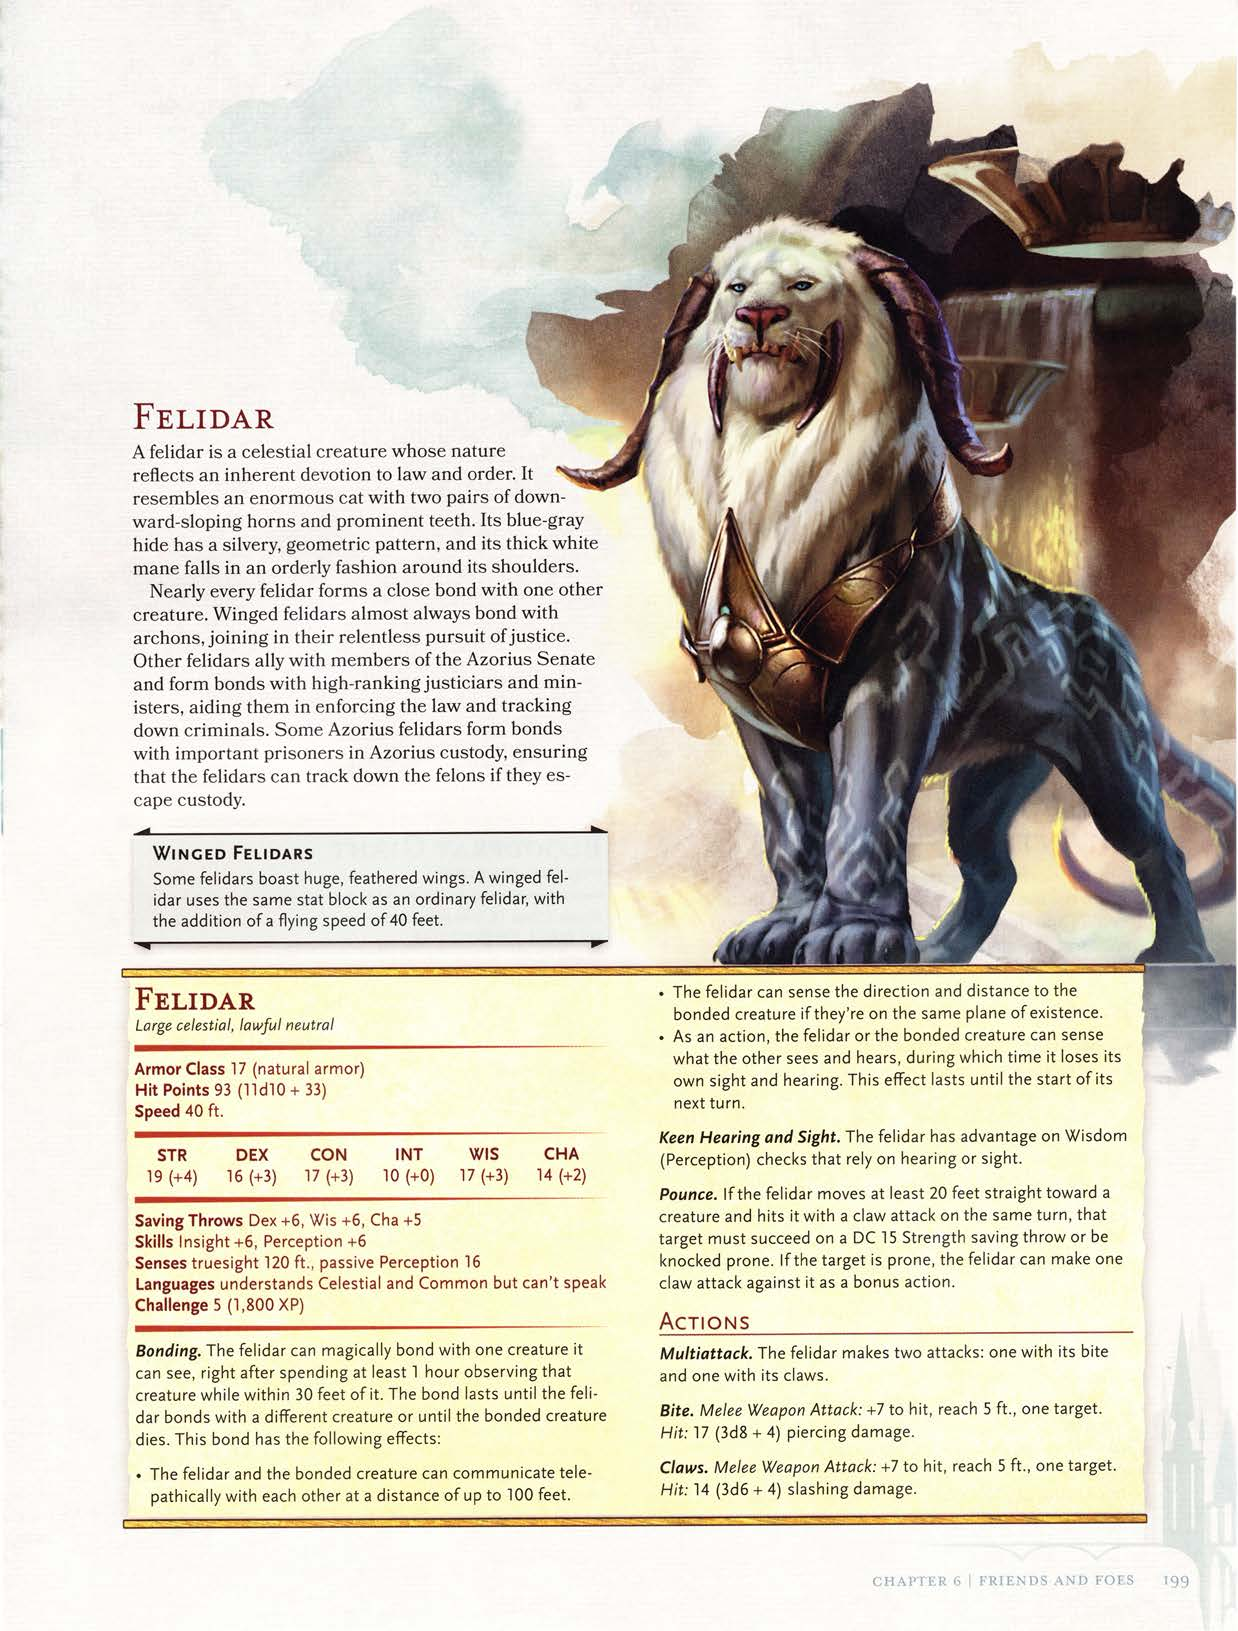 FELIDAR
A felidar is a celestial creature whose nature
reflects an inherent devotion to law and order. It
resembles an enormous cat with two pairs of down-
ward-sloping horns and prominent teeth. Its blue-gray
hide has a silvery, geometric pattern, and its thick white
mane falls in an orderly fashion around its shoulders.
Nearly every felidar forms a close bond with one other
creature. Winged felidars almost always bond with
archons, joining in their relentless pursuit of justice.
Other felidars ally with members of the Azorius Senate
and form bonds with high-ranking justiciars and min-
isters, aiding them in enforcing the law and tracking
down criminals. Some Azorius felidars form bonds
with important prisoners in Azorius custody, ensuring
that the felidars can track down the felons if they es-
cape custody.
WINGED FELIDARS
Some felidars boast huge, feathered wings. A winged fel-
idar uses the same stat block as an ordinary felidar, with
the addition of a flying speed of 40 feet.
FELIDAR
Large celestial, lawful neutral
Armor Class 17 (natural armor)
Hit Points 93 (11d10 + 33)
Speed 40 ft.
STR DEX CON INT WIS CHA
19 (+4) 16 (+3) 17 (+3) 10 (+0) 17 (+3) 14 (+2)
Saving Throws Dex +6, Wis +6, Cha +5
Skills Insight +6, Perception +6
Senses truesight 120 ft., passive Perception 16
Languages understands Celestial and Common but can't speak
Challenge 5 (1,800 XP)
Bonding. The felidar can magically bond with one creature it
can see, right after spending at least 1 hour observing that
creature while within 30 feet of it. The bond lasts until the feli-
dar bonds with a different creature or until the bonded creature
dies. This bond has the following effects:
• The felidar and the bonded creature can communicate tele-
pathically with each other at a distance of up to 100 feet.
• The felidar can sense the direction and distance to the
bonded creature if they're on the same plane of existence.
• As an action, the felidar or the bonded creature can sense
what the other sees and hears, during which time it loses its
own sight and hearing. This effect lasts until the start of its
next turn.
Keen Hearing and Sight. The felidar has advantage on Wisdom
(Perception) checks that rely on hearing or sight.
Pounce. If the felidar moves at least 20 feet straight toward a
creature and hits it with a claw attack on the same turn, that
target must succeed on a DC 15 Strength saving throw or be
knocked prone. If the target is prone, the felidar can make one
claw attack against it as a bonus action.
ACTIONS
Multiattack. The felidar makes two attacks: one with its bite
and one with its claws.
Bite. Melee Weapon Attack: +7 to hit, reach 5 ft., one target.
Hit: 17 (3d8 + 4) piercing damage.
Claws. Melee Weapon Attack: +7 to hit, reach 5 ft., one target.
Hit: 14 (3d6 + 4) slashing damage.
CHAPTER 6 | FRIENDS AND FOES 199